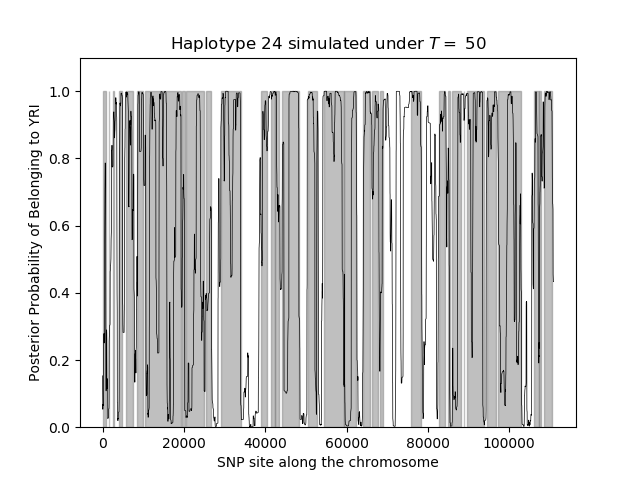 Haplotype 24 simulated under T = 50
Posterior Probability of Belonging to YRI
1.0
0.8
0.6
0.4
0.2
0.0
0 20000 40000 60000 80000 100000
SNP site along the chromosome